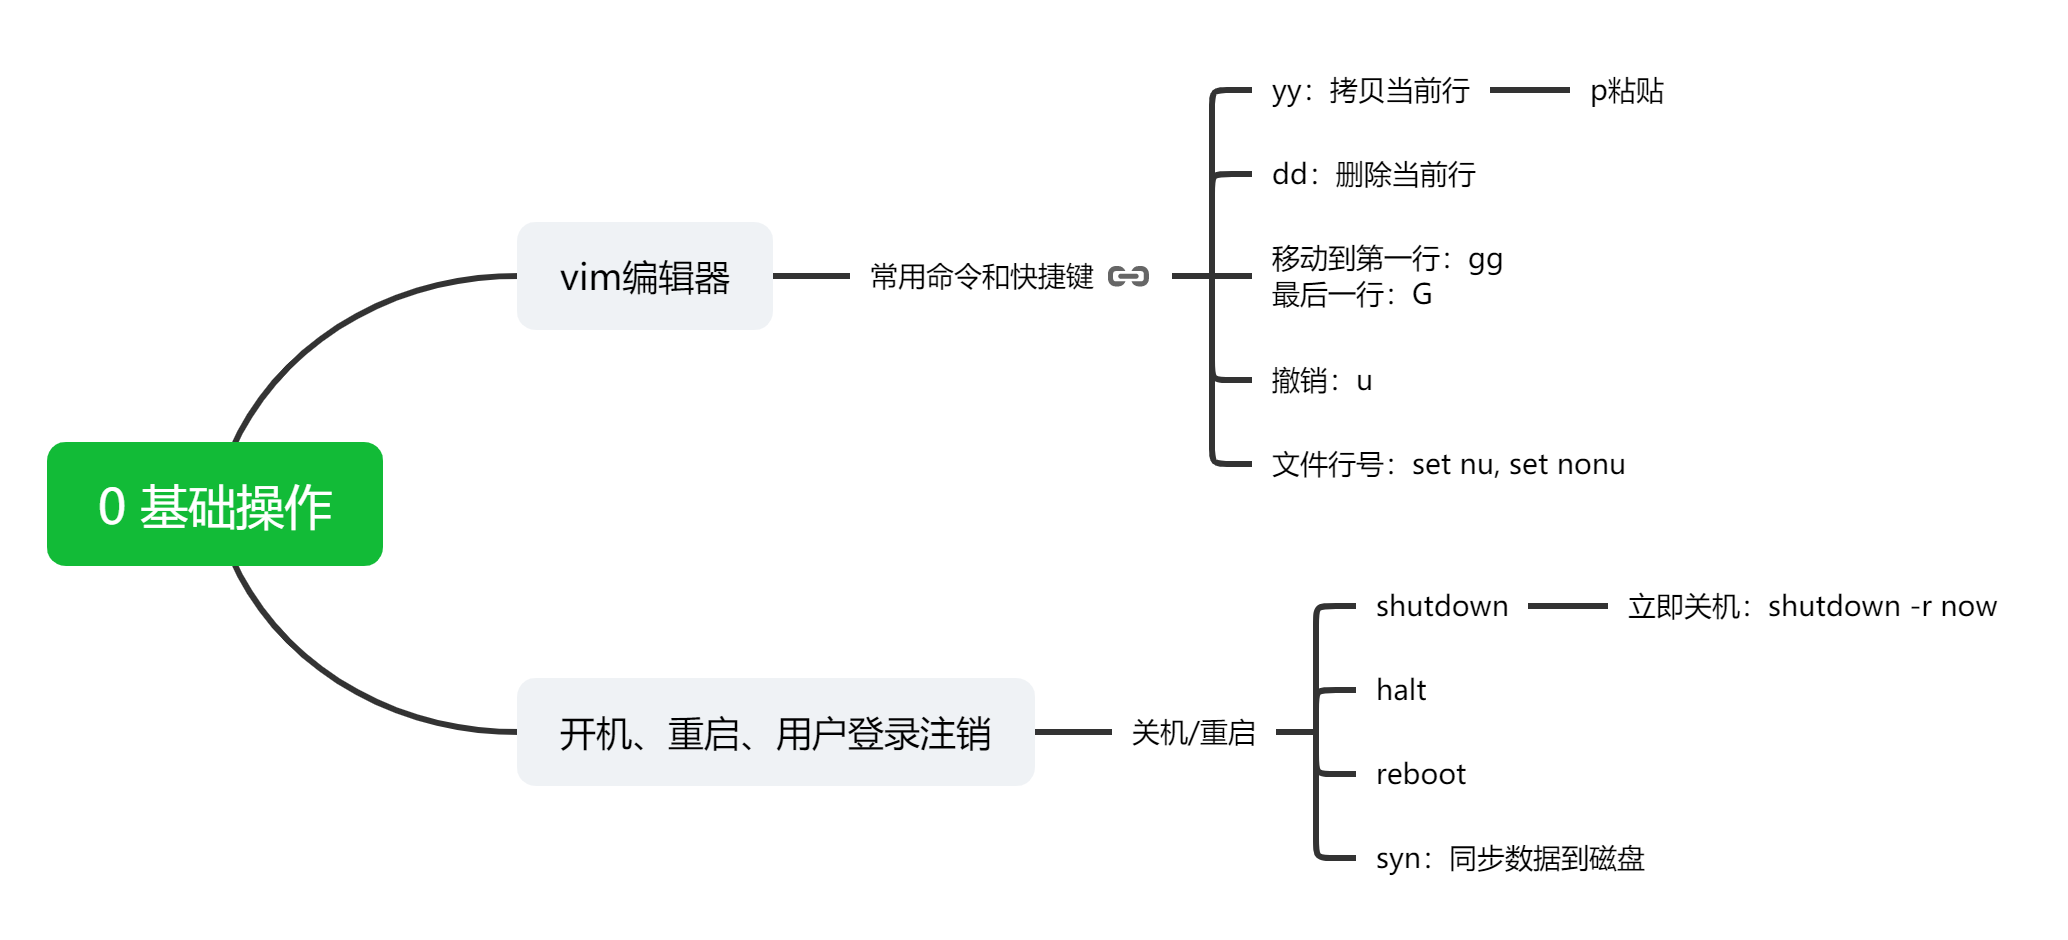 0 基础操作
vim编辑器
常用命令和快捷键
yy：拷贝当前行
p粘贴
dd：删除当前行
移动到第一行：gg
最后一行：G
撤销：u
文件行号：set nu, set nonu
开机、重启、用户登录注销
关机/重启
shutdown
立即关机：shutdown -r now
halt
reboot
syn：同步数据到磁盘